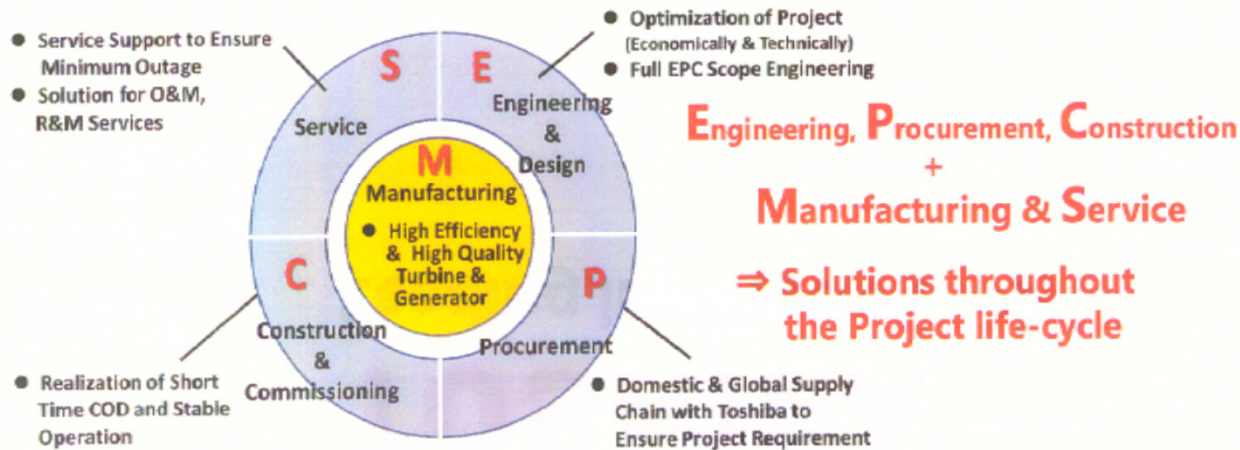 ● Service Support to Ensure
Minimum Outage
● Solution for O&M,
R&M Services
● Optimization of Project
(Economically & Technically)
● Full EPC Scope Engineering
S
Service
E
Engineering
&
Design
M
Manufacturing
● High Efficiency
& High Quality
Turbine &
Generator
C
Construction
&
Commissioning
P
Procurement
● Realization of Short
Time COD and Stable
Operation
● Domestic & Global Supply
Chain with Toshiba to
Ensure Project Requirement
Engineering, Procurement, Construction
+
Manufacturing & Service
⇒ Solutions throughout
the Project life-cycle